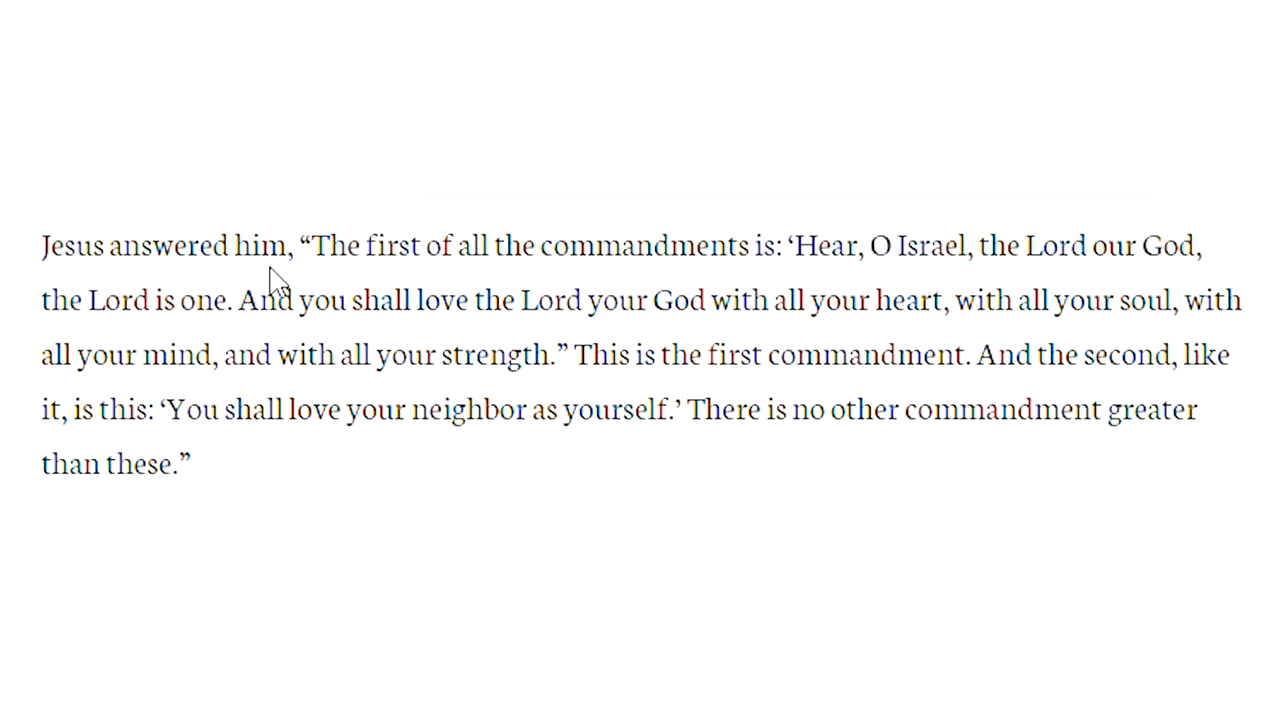 Jesus answered him, “The first of all the commandments is: ‘Hear, O Israel, the Lord our God,
the Lord is one. And you shall love the Lord your God with all your heart, with all your soul, with
all your mind, and with all your strength.” This is the first commandment. And the second, like
it, is this: ‘You shall love your neighbor as yourself.’ There is no other commandment greater
than these.”